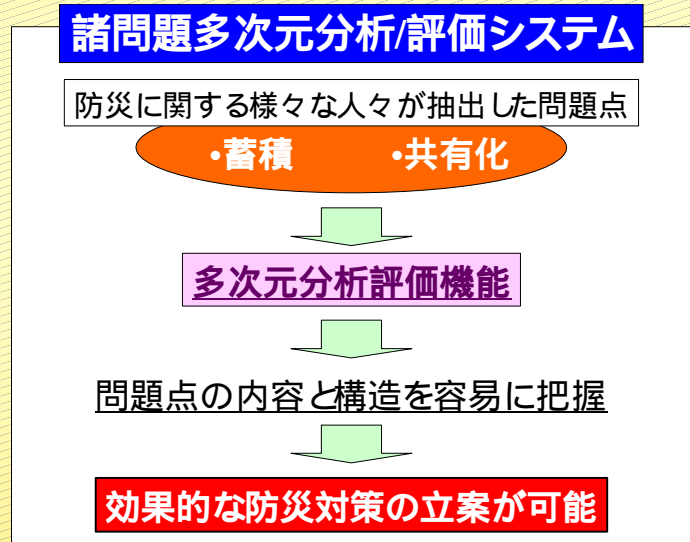 諸問題多次元分析/評価システム
防災に関する様々な人々が抽出した問題点
•蓄積 •共有化
多次元分析評価機能
問題点の内容と構造を容易に把握
効果的な防災対策の立案が可能